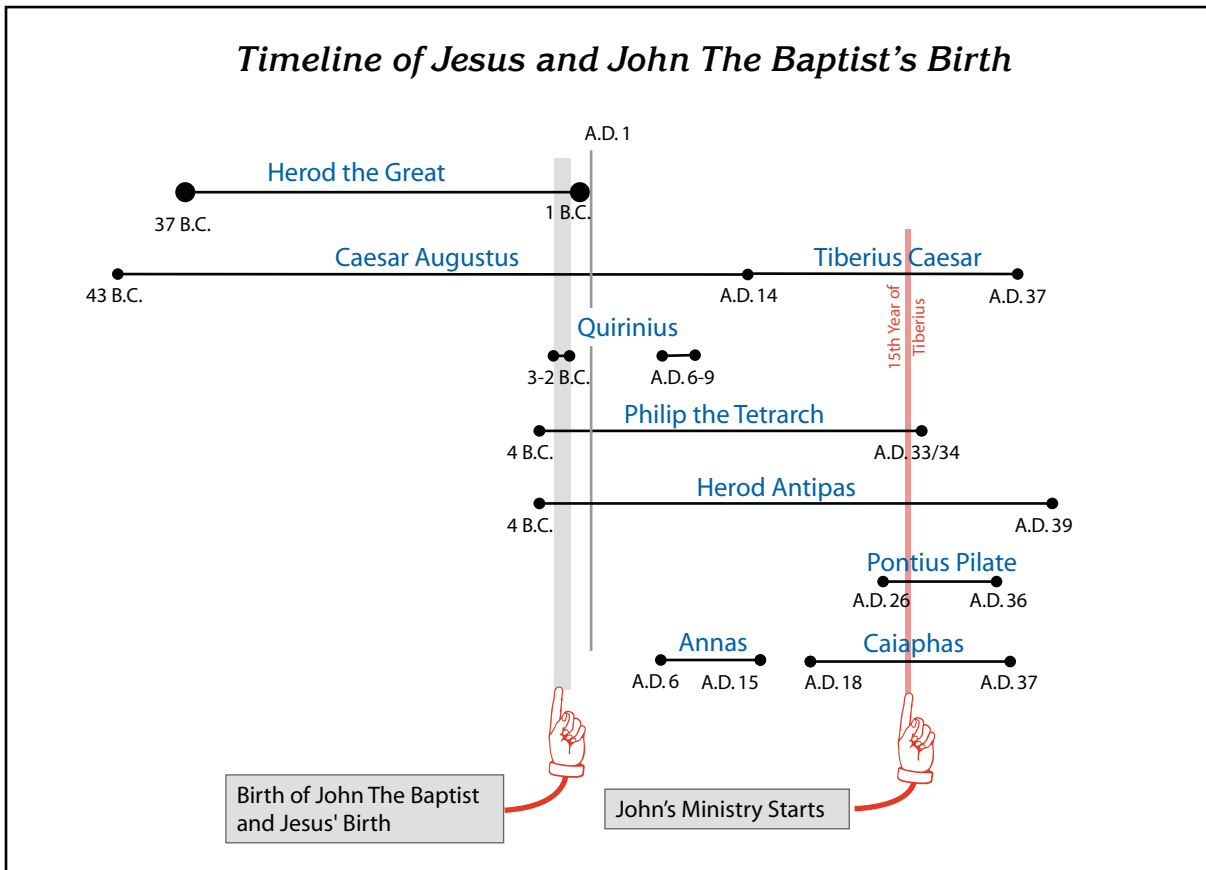 Timeline of Jesus and John The Baptist's Birth
A.D. 1
Herod the Great
37 B.C.
1 B.C.
Caesar Augustus
Tiberius Caesar
43 B.C.
A.D. 14
A.D. 37
15th Year of
Tiberius
Quirinius
3-2 B.C.
A.D. 6-9
Philip the Tetrarch
4 B.C.
A.D. 33/34
Herod Antipas
4 B.C.
A.D. 39
Pontius Pilate
A.D. 26
A.D. 36
Annas
Caiaphas
A.D. 6
A.D. 15
A.D. 18
A.D. 37
Birth of John The Baptist
and Jesus' Birth
John's Ministry Starts